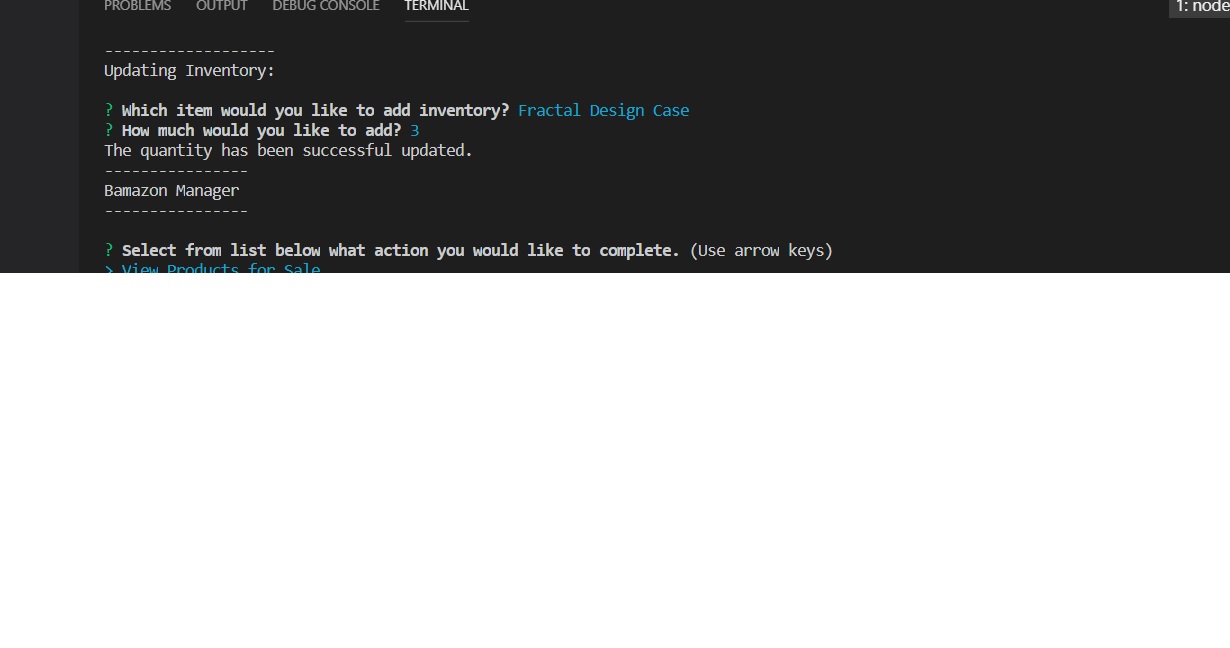 PROBLEMS OUTPUT DEBUG CONSOLE TERMINAL 1: node
-------------------
Updating Inventory:
? Which item would you like to add inventory? Fractal Design Case
? How much would you like to add? 3
The quantity has been successful updated.
----------------
Bamazon Manager
----------------
? Select from list below what action you would like to complete. (Use arrow keys)
> View Products for Sale